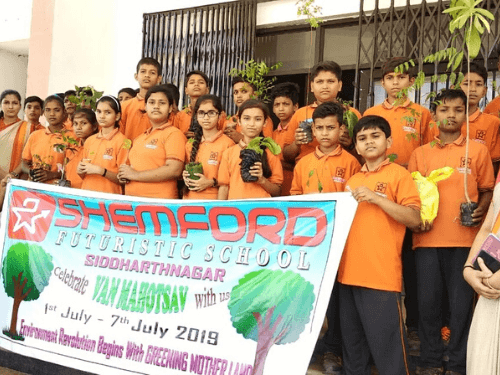 SHEMFORD
FUTURISTIC SCHOOL
SIDDHARTHNAGAR
Celebrate VAN MAHOTSAV with us
1st July - 7th July 2019
Environment Revolution Begins With GREENING MOTHER LAND